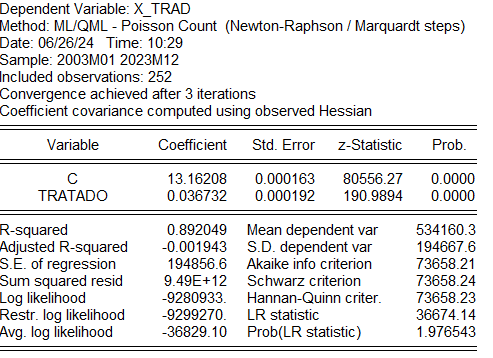 Dependent Variable: X_TRAD
Method: ML/QML - Poisson Count  (Newton-Raphson / Marquardt steps)
Date: 06/26/24   Time: 10:29
Sample: 2003M01 2023M12
Included observations: 252
Convergence achieved after 3 iterations
Coefficient covariance computed using observed Hessian
Variable Coefficient Std. Error z-Statistic Prob.
C 13.16208 0.000163 80556.27 0.0000
TRATADO 0.036732 0.000192 190.9894 0.0000
R-squared 0.892049 Mean dependent var 534160.3
Adjusted R-squared -0.001943 S.D. dependent var 194667.6
S.E. of regression 194856.6 Akaike info criterion 73658.21
Sum squared resid 9.49E+12 Schwarz criterion 73658.24
Log likelihood -9280933. Hannan-Quinn criter. 73658.23
Restr. log likelihood -9299270. LR statistic 36674.14
Avg. log likelihood -36829.10 Prob(LR statistic) 1.976543